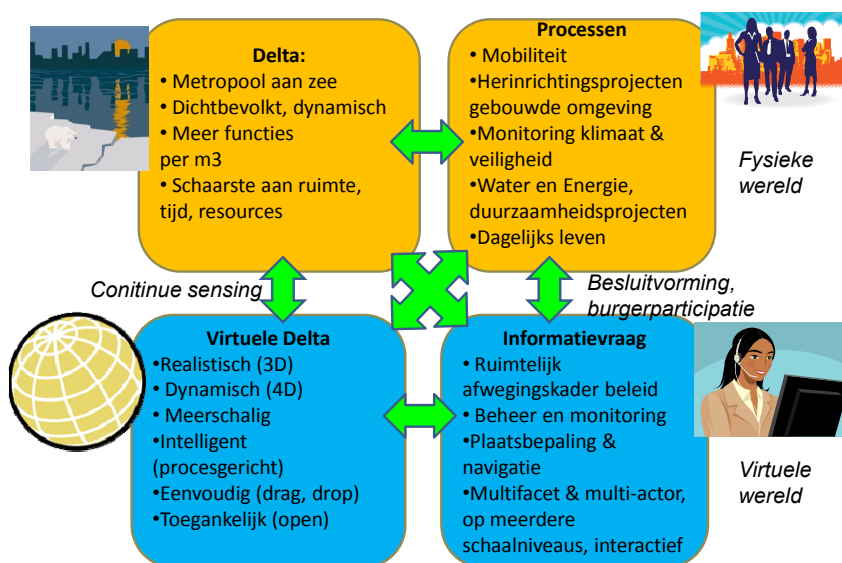 Delta:
• Metropool aan zee
• Dichtbevolkt, dynamisch
• Meer functies
per m3
• Schaarste aan ruimte,
tijd, resources
Processen
• Mobiliteit
•Herinrichtingsprojecten
gebouwde omgeving
•Monitoring klimaat &
veiligheid
•Water en Energie,
duurzaamheidsprojecten
•Dagelijks leven
Fysieke
wereld
Conitinue sensing
Besluitvorming,
burgerparticipatie
Virtuele Delta
•Realistisch (3D)
• Dynamisch (4D)
• Meerschalig
•Intelligent
(procesgericht)
•Eenvoudig (drag, drop)
•Toegankelijk (open)
Informatievraag
• Ruimtelijk
afwegingskader beleid
• Beheer en monitoring
•Plaatsbepaling &
navigatie
•Multifacet & multi-actor,
op meerdere
schaalniveaus, interactief
Virtuele
wereld